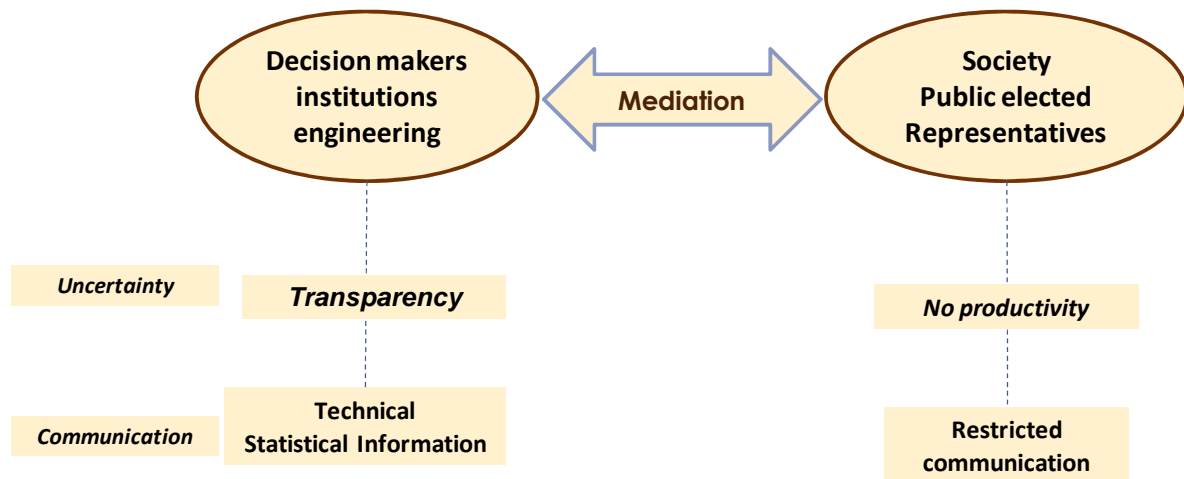 Decision makers
institutions
engineering
Mediation
Society
Public elected
Representatives
Uncertainty
Transparency
No productivity
Communication
Technical
Statistical Information
Restricted
communication